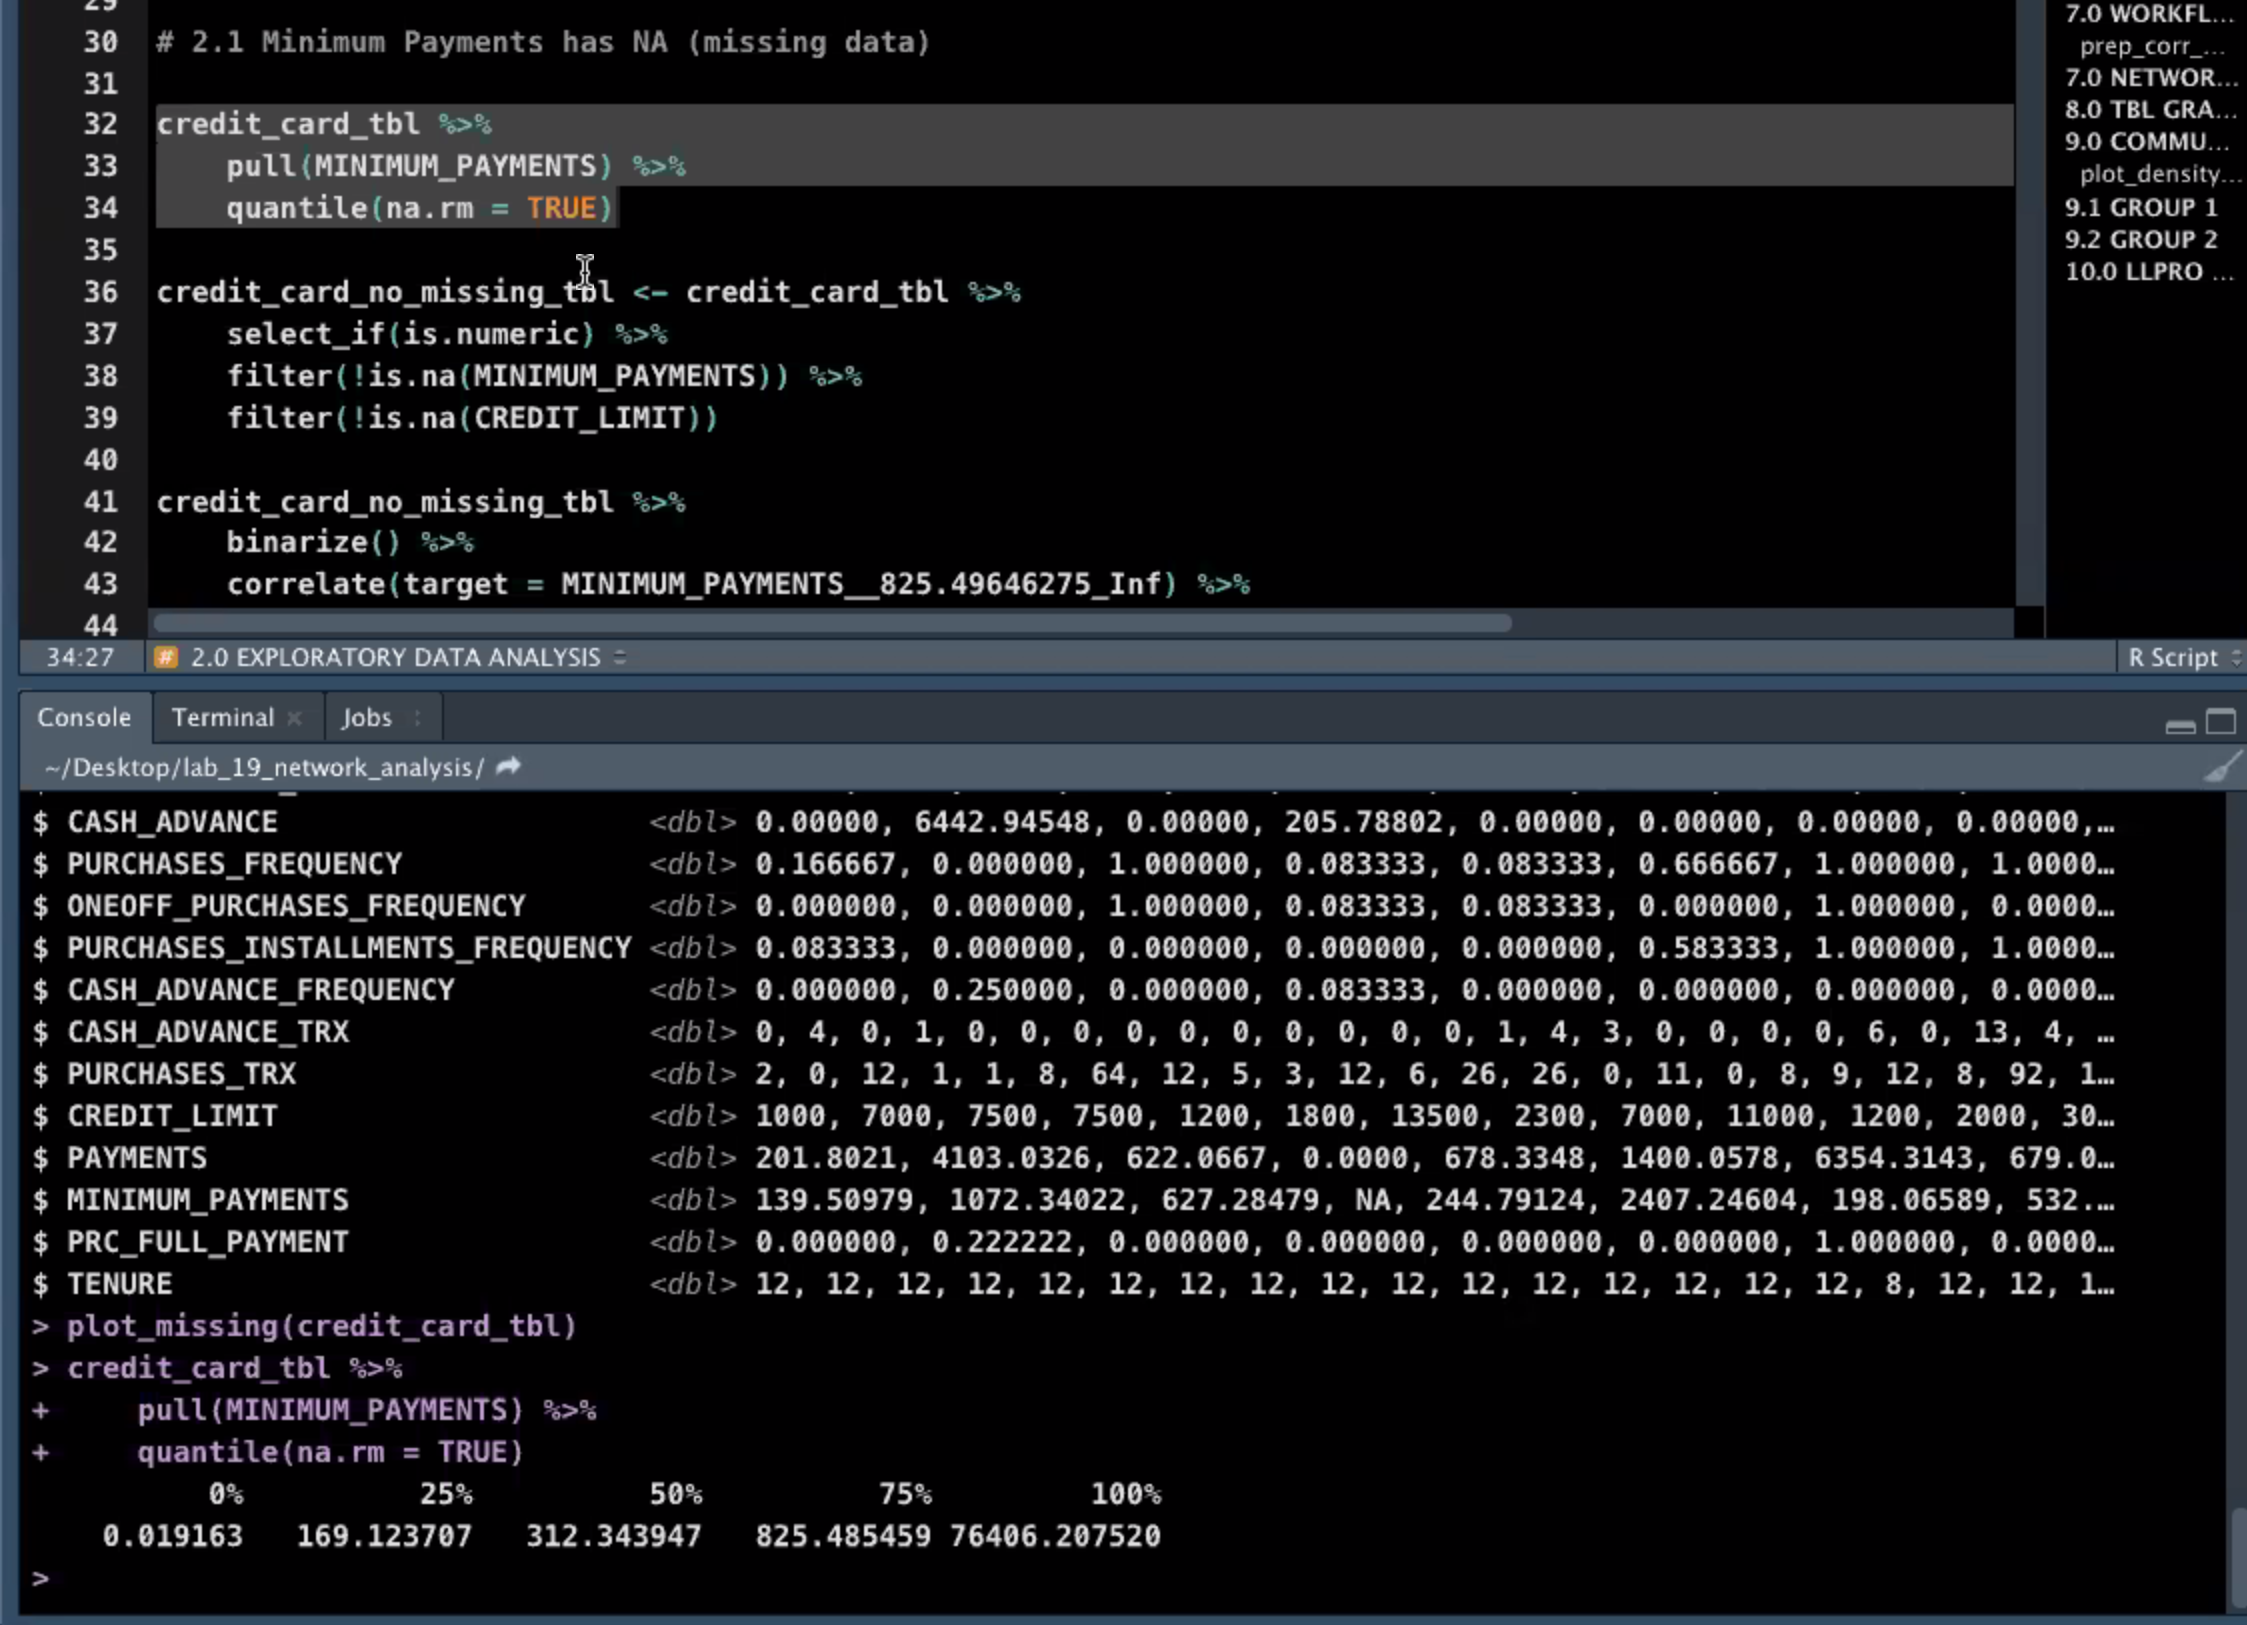 29
30 # 2.1 Minimum Payments has NA (missing data)
31
32 credit_card_tbl %>%
33     pull(MINIMUM_PAYMENTS) %>%
34     quantile(na.rm = TRUE)
35
36 credit_card_no_missing_tbl <- credit_card_tbl %>%
37     select_if(is.numeric) %>%
38     filter(!is.na(MINIMUM_PAYMENTS)) %>%
39     filter(!is.na(CREDIT_LIMIT))
40
41 credit_card_no_missing_tbl %>%
42     binarize() %>%
43     correlate(target = MINIMUM_PAYMENTS__825.49646275_Inf) %>%
44
7.0 WORKFL...
prep_corr_...
7.0 NETWOR...
8.0 TBL GRA...
9.0 COMMU...
plot_density...
9.1 GROUP 1
9.2 GROUP 2
10.0 LLPRO ...
34:27 # 2.0 EXPLORATORY DATA ANALYSIS R Script
Console Terminal Jobs
~/Desktop/lab_19_network_analysis/
$ CASH_ADVANCE <dbl> 0.00000, 6442.94548, 0.00000, 205.78802, 0.00000, 0.00000, 0.00000, 0.00000,…
$ PURCHASES_FREQUENCY <dbl> 0.166667, 0.000000, 1.000000, 0.083333, 0.083333, 0.666667, 1.000000, 1.0000…
$ ONEOFF_PURCHASES_FREQUENCY <dbl> 0.000000, 0.000000, 1.000000, 0.083333, 0.083333, 0.000000, 1.000000, 0.0000…
$ PURCHASES_INSTALLMENTS_FREQUENCY <dbl> 0.083333, 0.000000, 0.000000, 0.000000, 0.000000, 0.583333, 1.000000, 1.0000…
$ CASH_ADVANCE_FREQUENCY <dbl> 0.000000, 0.250000, 0.000000, 0.083333, 0.000000, 0.000000, 0.000000, 0.0000…
$ CASH_ADVANCE_TRX <dbl> 0, 4, 0, 1, 0, 0, 0, 0, 0, 0, 0, 0, 0, 1, 4, 3, 0, 0, 0, 0, 6, 0, 13, 4, …
$ PURCHASES_TRX <dbl> 2, 0, 12, 1, 1, 8, 64, 12, 5, 3, 12, 6, 26, 26, 0, 11, 0, 8, 9, 12, 8, 92, 1…
$ CREDIT_LIMIT <dbl> 1000, 7000, 7500, 7500, 1200, 1800, 13500, 2300, 7000, 11000, 1200, 2000, 30…
$ PAYMENTS <dbl> 201.8021, 4103.0326, 622.0667, 0.0000, 678.3348, 1400.0578, 6354.3143, 679.0…
$ MINIMUM_PAYMENTS <dbl> 139.50979, 1072.34022, 627.28479, NA, 244.79124, 2407.24604, 198.06589, 532.…
$ PRC_FULL_PAYMENT <dbl> 0.000000, 0.222222, 0.000000, 0.000000, 0.000000, 0.000000, 1.000000, 0.0000…
$ TENURE <dbl> 12, 12, 12, 12, 12, 12, 12, 12, 12, 12, 12, 12, 12, 12, 12, 12, 8, 12, 12, 1…
> plot_missing(credit_card_tbl)
> credit_card_tbl %>%
+     pull(MINIMUM_PAYMENTS) %>%
+     quantile(na.rm = TRUE)
0% 25% 50% 75% 100%
0.019163 169.123707 312.343947 825.485459 76406.207520
>